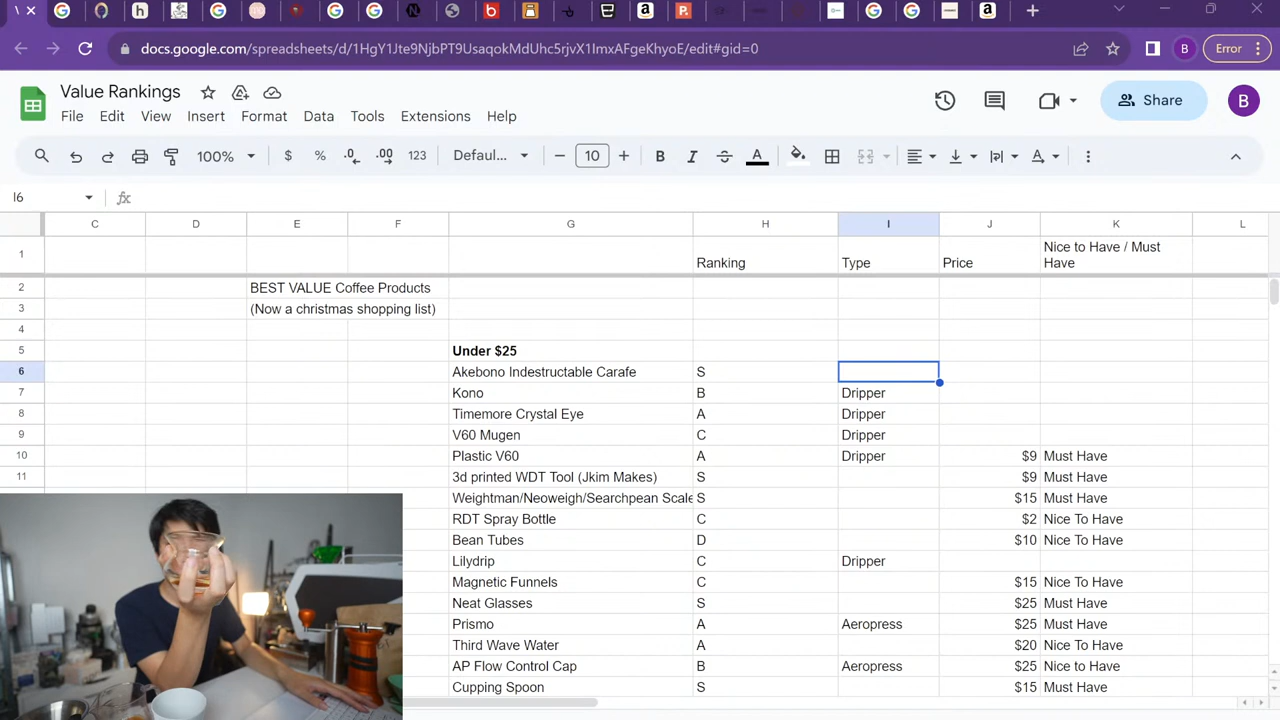 docs.google.com/spreadsheets/d/1HgY1Jte9NjbPT9UsaqokMdUhc5rjvX1ImxAFgeKhyoE/edit#gid=0
B
Error
Value Rankings
File Edit View Insert Format Data Tools Extensions Help
Share
B
100% $ % .0 .00 123 Defaul... 10 B I A
I6
C D E F G H I J K L
1 Ranking Type Price Nice to Have / Must
Have
2 BEST VALUE Coffee Products
3 (Now a christmas shopping list)
4
5 Under $25
6 Akebono Indestructable Carafe S
7 Kono B Dripper
8 Timemore Crystal Eye A Dripper
9 V60 Mugen C Dripper
10 Plastic V60 A Dripper $9 Must Have
11 3d printed WDT Tool (Jkim Makes) S $9 Must Have
Weightman/Neoweigh/Searchpean Scale S $15 Must Have
RDT Spray Bottle C $2 Nice To Have
Bean Tubes D $10 Nice To Have
Lilydrip C Dripper
Magnetic Funnels C $15 Nice To Have
Neat Glasses S $25 Must Have
Prismo A Aeropress $25 Must Have
Third Wave Water A $20 Nice To Have
AP Flow Control Cap B Aeropress $25 Nice to Have
Cupping Spoon S $15 Must Have